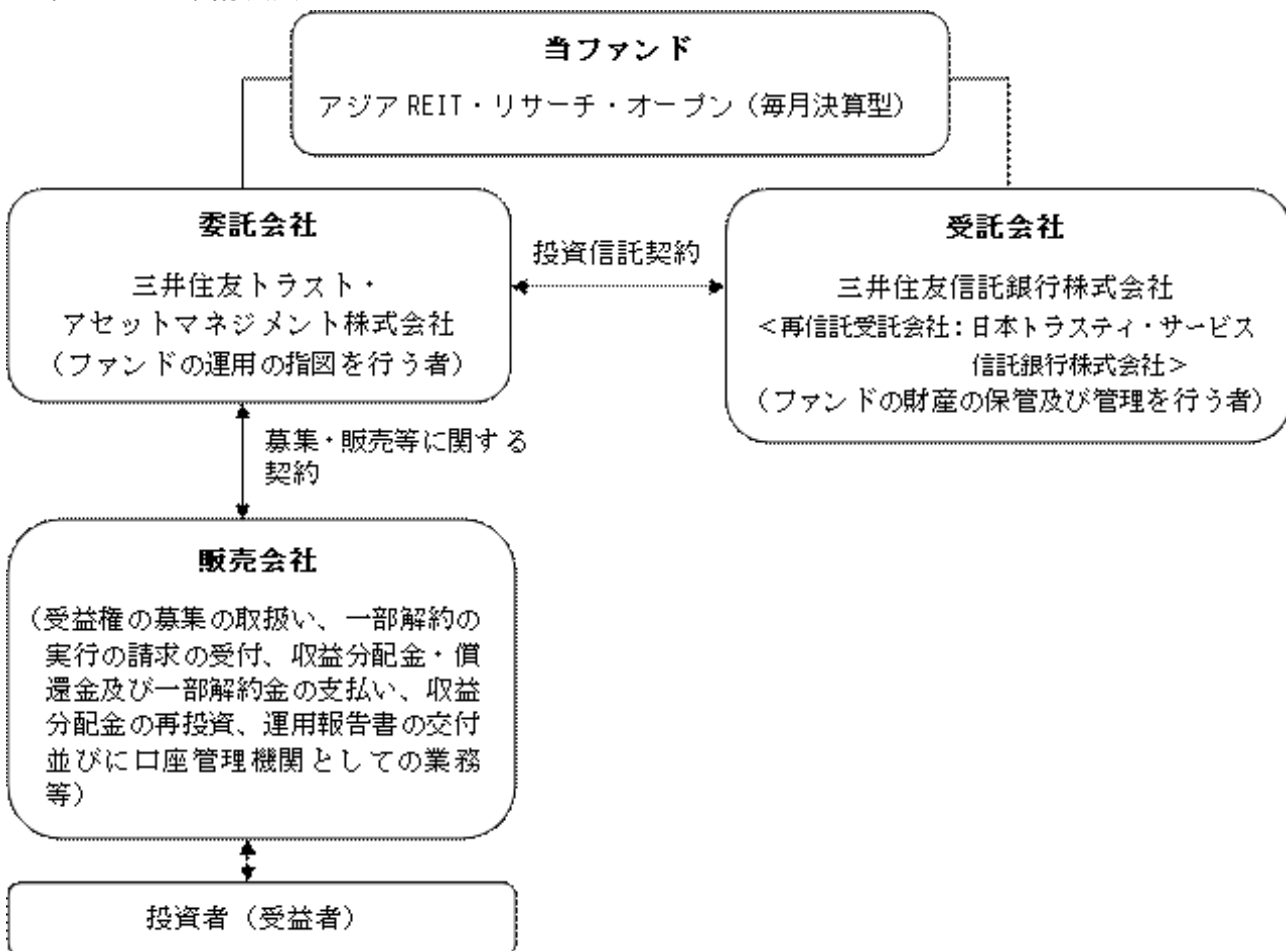 当ファンド
アジア REIT・リサーチ・オープン（毎月決算型）
委託会社
三井住友トラスト・
アセットマネジメント株式会社
（ファンドの運用の指図を行う者）
投資信託契約
受託会社
三井住友信託銀行株式会社
＜再信託受託会社：日本トラスティ・サービス
信託銀行株式会社＞
（ファンドの財産の保管及び管理を行う者）
募集・販売等に関する
契約
販売会社
（受益権の募集の取扱い、一部解約の
実行の請求の受付、収益分配金・償
還金及び一部解約金の支払い、収益
分配金の再投資、運用報告書の交付
並びに口座管理機関としての業務
等）
投資者（受益者）